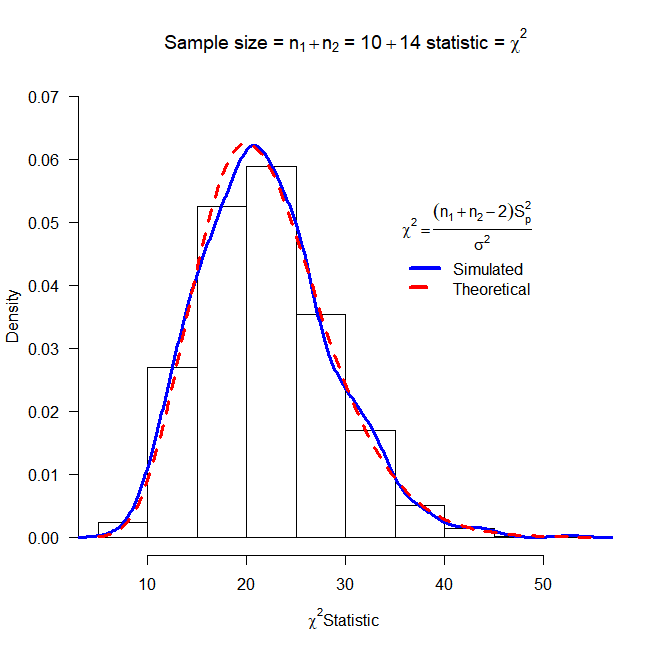 Sample size = n₁+n₂ = 10+14 statistic = χ²
0.07
0.06
0.05
0.04
0.03
0.02
0.01
0.00
Density
χ² = (n₁+n₂−2)Sₚ² / σ²
Simulated
Theoretical
10 20 30 40 50
χ²Statistic